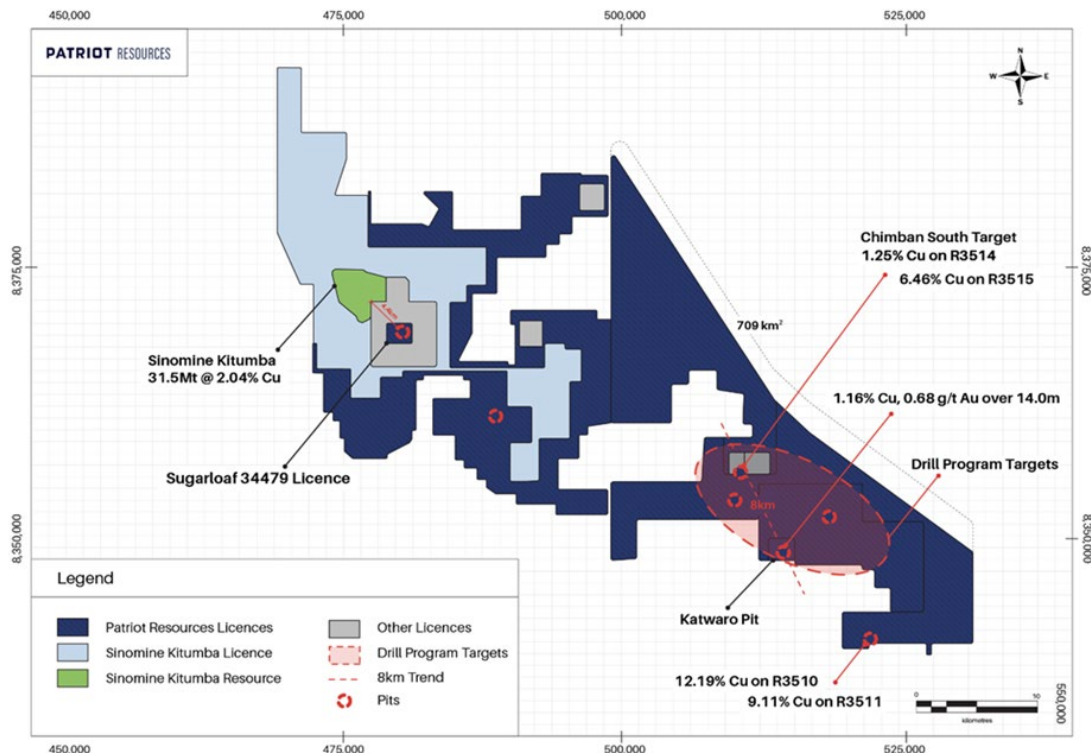 450,000
475,000
500,000
525,000
PATRIOT RESOURCES
N
W E
S
8,375,000
8,375,000
Chimban South Target
1.25% Cu on R3514
6.46% Cu on R3515
709 km²
Sinomine Kitumba
31.5Mt @ 2.04% Cu
1.16% Cu, 0.68 g/t Au over 14.0m
Sugarloaf 34479 Licence
Drill Program Targets
8km
8,350,000
8,350,000
Katwaro Pit
Legend
Patriot Resources Licences
Sinomine Kitumba Licence
Sinomine Kitumba Resource
Other Licences
Drill Program Targets
8km Trend
Pits
12.19% Cu on R3510
9.11% Cu on R3511
0 10
kilometres
550,000
450,000
475,000
500,000
525,000